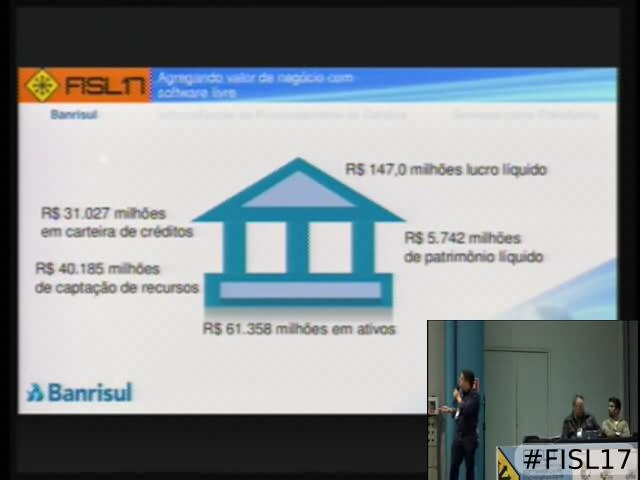 FISL17
Agregando valor de negócio com
software livre
Banrisul
R$ 147,0 milhões lucro líquido
R$ 31.027 milhões
em carteira de créditos
R$ 5.742 milhões
de patrimônio líquido
R$ 40.185 milhões
de captação de recursos
R$ 61.358 milhões em ativos
Banrisul
#FISL17